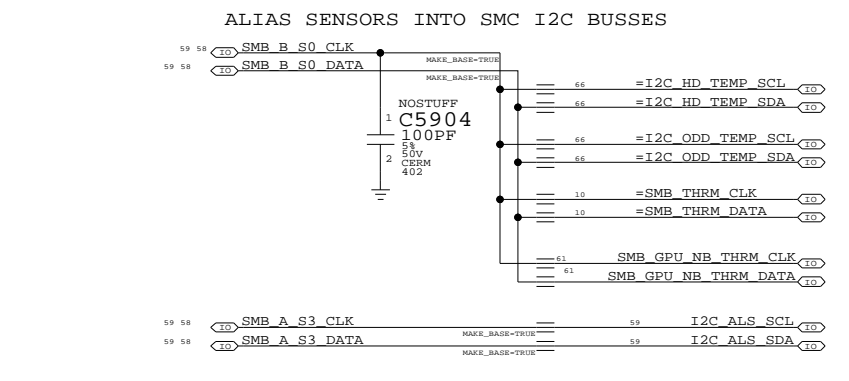 ALIAS SENSORS INTO SMC I2C BUSSES
59 58 IO SMB_B_S0_CLK
MAKE_BASE=TRUE
59 58 IO SMB_B_S0_DATA
MAKE_BASE=TRUE
66 =I2C_HD_TEMP_SCL IO
66 =I2C_HD_TEMP_SDA IO
NOSTUFF
1 C5904
100PF
5%
50V
2 CERM
402
66 =I2C_ODD_TEMP_SCL IO
66 =I2C_ODD_TEMP_SDA IO
10 =SMB_THRM_CLK IO
10 =SMB_THRM_DATA IO
61 SMB_GPU_NB_THRM_CLK IO
61 SMB_GPU_NB_THRM_DATA IO
59 58 IO SMB_A_S3_CLK 59 I2C_ALS_SCL IO
MAKE_BASE=TRUE
59 58 IO SMB_A_S3_DATA 59 I2C_ALS_SDA IO
MAKE_BASE=TRUE